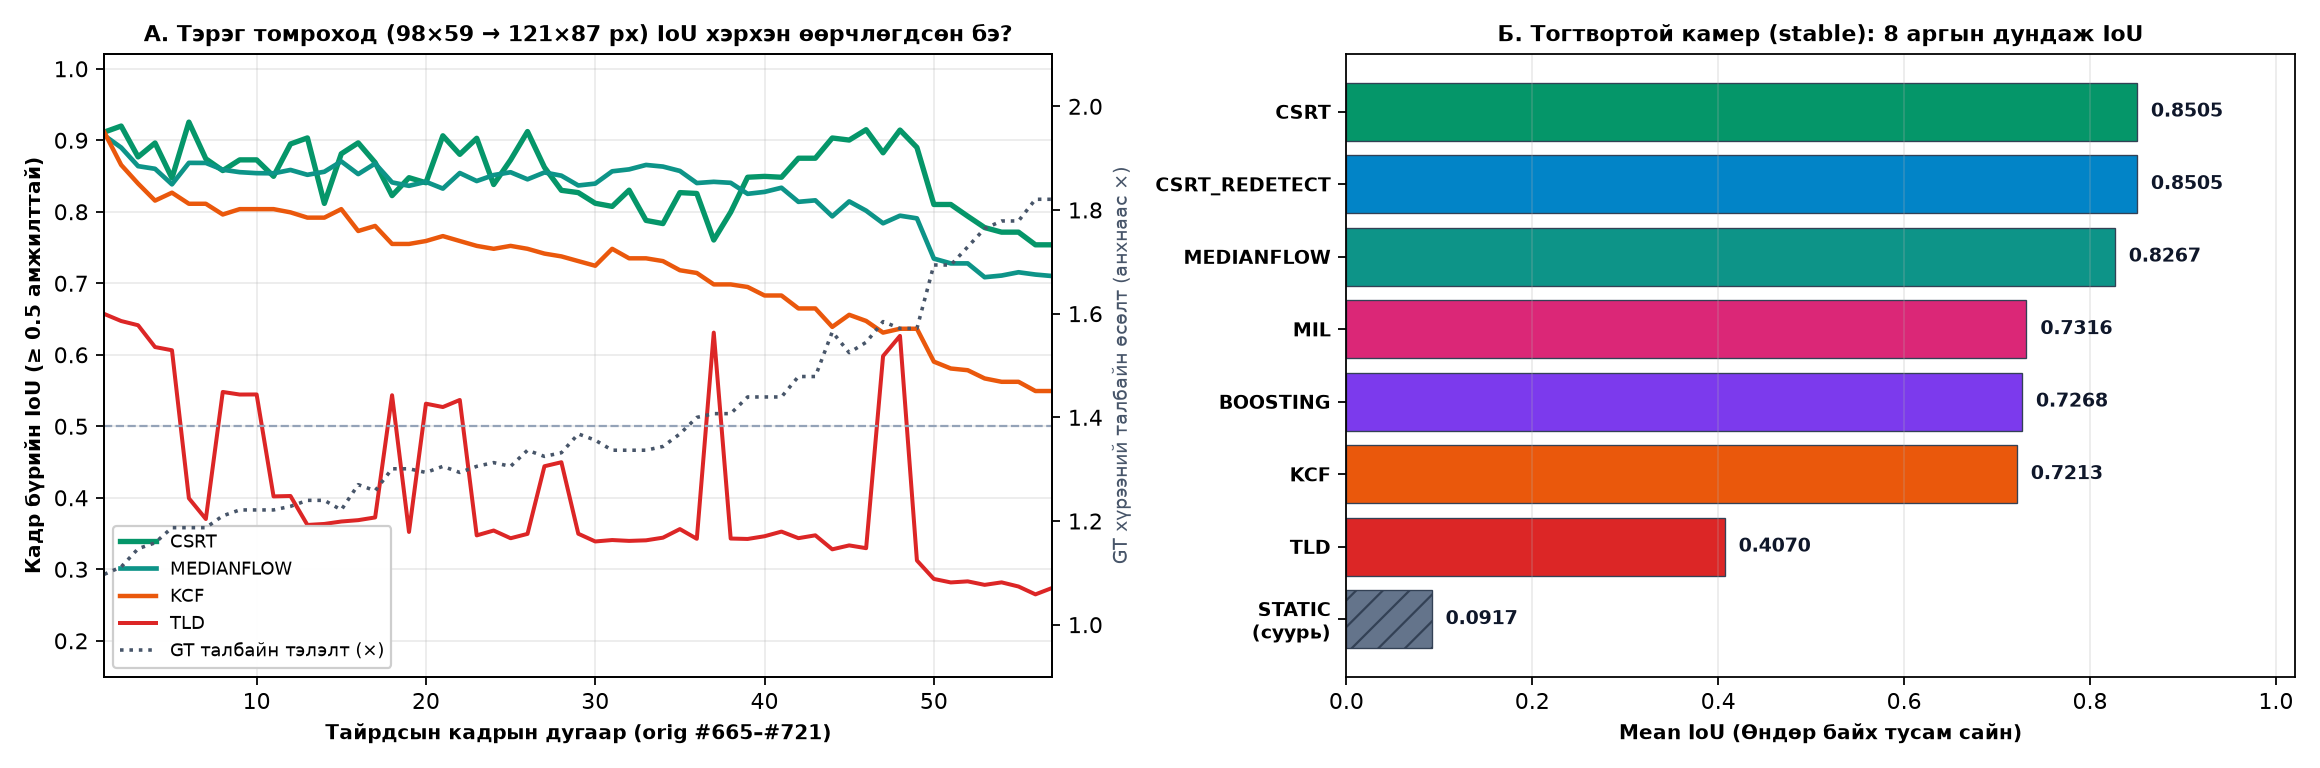 А. Тэрэг томроход (98×59 → 121×87 px) IoU хэрхэн өөрчлөгдсөн бэ?
Кадр бүрийн IoU (≥ 0.5 амжилттай)
1.0
0.9
0.8
0.7
0.6
0.5
0.4
0.3
0.2
CSRT
MEDIANFLOW
KCF
TLD
GT талбайн тэлэлт (×)
10
20
30
40
50
Тайрдсын кадрын дугаар (orig #665–#721)
2.0
1.8
1.6
1.4
1.2
1.0
GT хүрээний талбайн өсөлт (анхнаас ×)
Б. Тогтвортой камер (stable): 8 аргын дундаж IoU
CSRT 0.8505
CSRT_REDETECT 0.8505
MEDIANFLOW 0.8267
MIL 0.7316
BOOSTING 0.7268
KCF 0.7213
TLD 0.4070
STATIC
(суурь) 0.0917
0.0
0.2
0.4
0.6
0.8
1.0
Mean IoU (Өндөр байх тусам сайн)